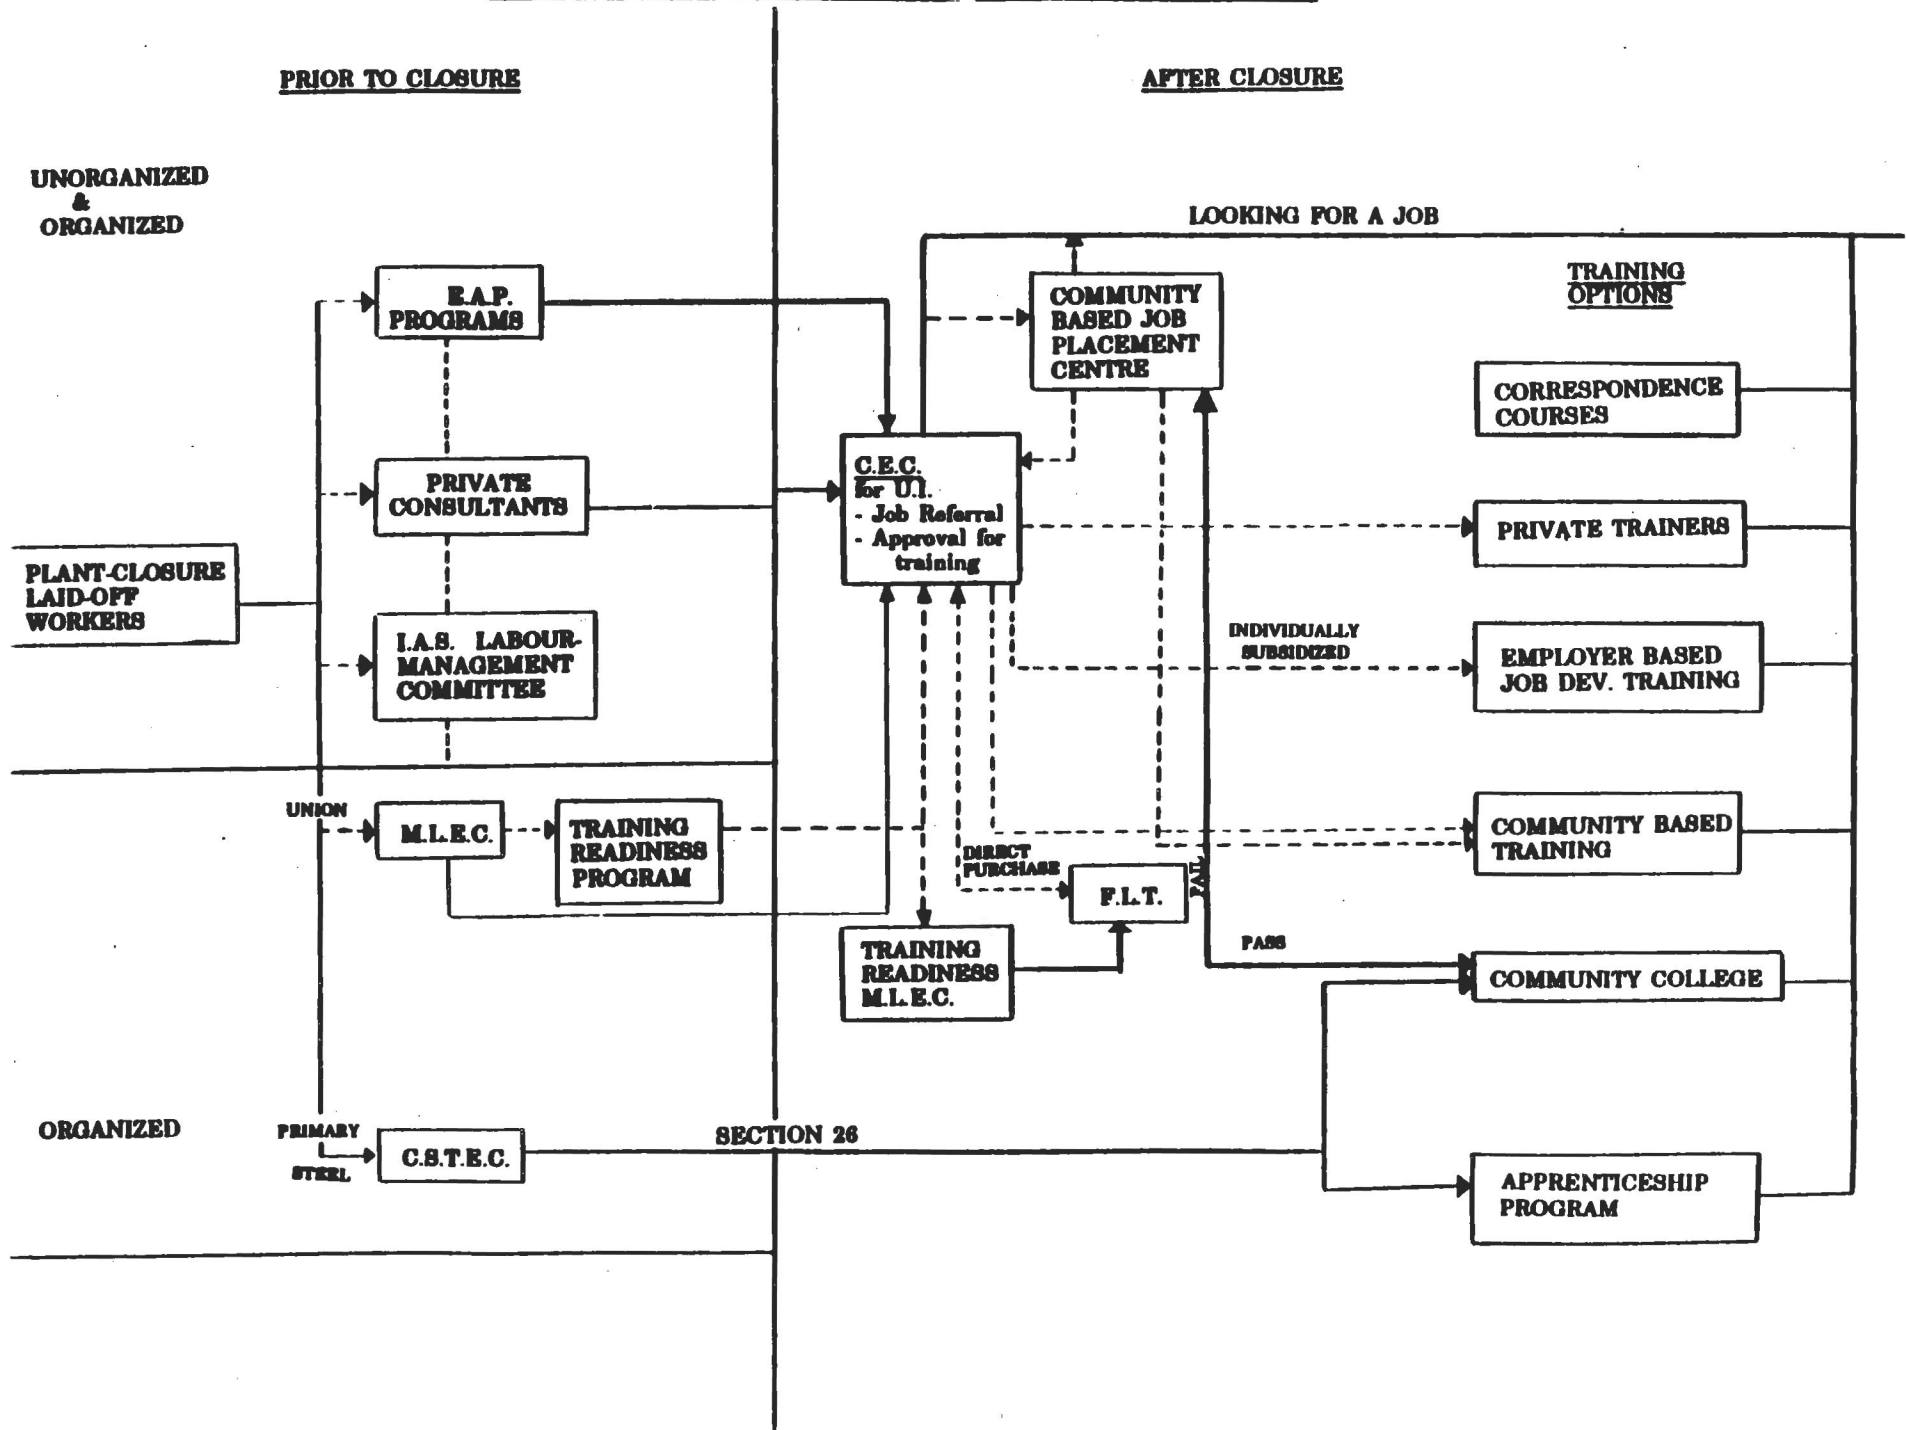 PRIOR TO CLOSURE
AFTER CLOSURE
UNORGANIZED
&
ORGANIZED
LOOKING FOR A JOB
TRAINING
OPTIONS
E.A.P.
PROGRAMS
COMMUNITY
BASED JOB
PLACEMENT
CENTRE
CORRESPONDENCE
COURSES
PRIVATE
CONSULTANTS
C.E.C.
for U.I.
- Job Referral
- Approval for
training
PRIVATE TRAINERS
PLANT-CLOSURE
LAID-OFF
WORKERS
I.A.S. LABOUR-
MANAGEMENT
COMMITTEE
INDIVIDUALLY
SUBSIDIZED
EMPLOYER BASED
JOB DEV. TRAINING
UNION
M.L.E.C.
TRAINING
READINESS
PROGRAM
DIRECT
PURCHASE
F.L.T.
FAIL
COMMUNITY BASED
TRAINING
TRAINING
READINESS
M.L.E.C.
PASS
COMMUNITY COLLEGE
ORGANIZED
PRIMARY
STEEL
C.S.T.E.C.
SECTION 26
APPRENTICESHIP
PROGRAM